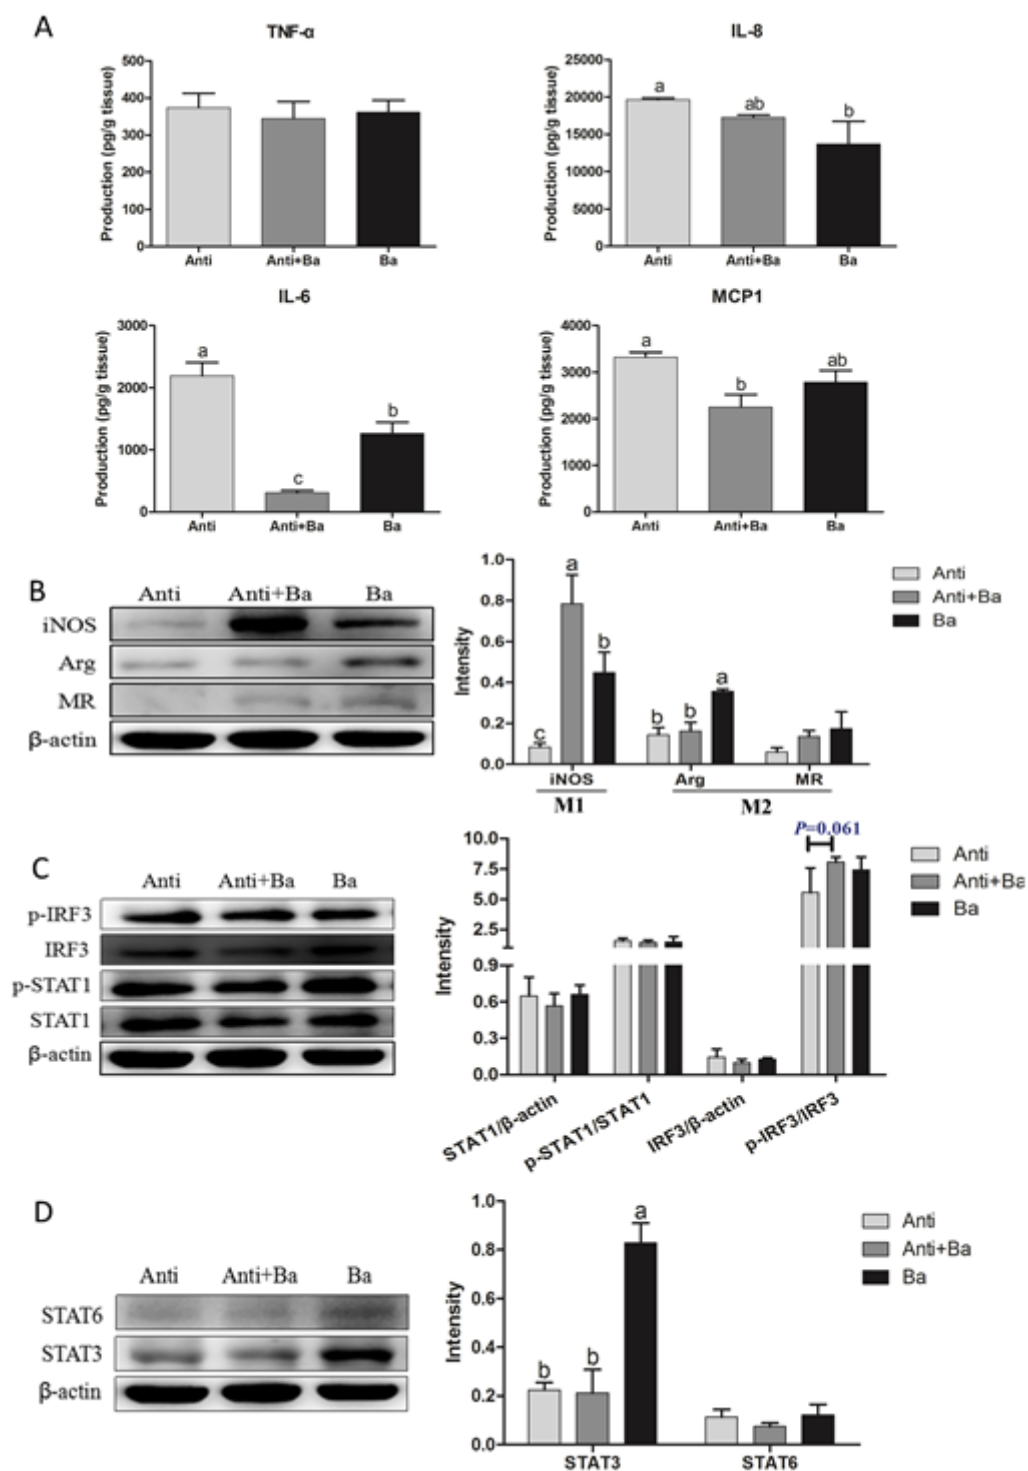 A
TNF-α
Production (pg/g tissue)
500
400
300
200
100
0
Anti Anti+Ba Ba
IL-8
Production (pg/g tissue)
25000
20000
15000
10000
5000
0
a ab b
Anti Anti+Ba Ba
IL-6
Production (pg/g tissue)
3000
2000
1000
0
a c b
Anti Anti+Ba Ba
MCP1
Production (pg/g tissue)
4000
3000
2000
1000
0
a b ab
Anti Anti+Ba Ba
B
Anti Anti+Ba Ba
iNOS
Arg
MR
β-actin
Intensity
1.0
0.8
0.6
0.4
0.2
0.0
c a b b b a
iNOS Arg MR
M1 M2
Anti
Anti+Ba
Ba
C
Anti Anti+Ba Ba
p-IRF3
IRF3
p-STAT1
STAT1
β-actin
Intensity
10.0
7.5
5.0
2.5
0.9
0.6
0.3
0.0
P=0.061
STAT1/β-actin
p-STAT1/STAT1
IRF3/β-actin
p-IRF3/IRF3
Anti
Anti+Ba
Ba
D
Anti Anti+Ba Ba
STAT6
STAT3
β-actin
Intensity
1.0
0.8
0.6
0.4
0.2
0.0
b b a
STAT3 STAT6
Anti
Anti+Ba
Ba